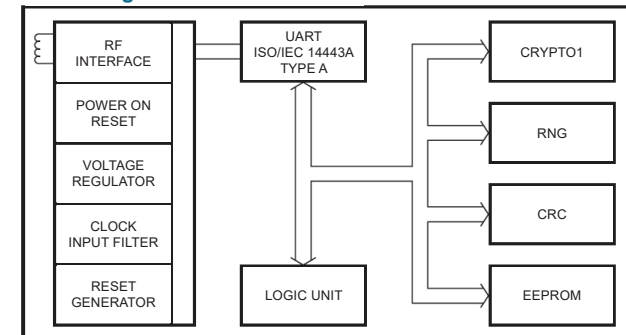 RF
INTERFACE
POWER ON
RESET
VOLTAGE
REGULATOR
CLOCK
INPUT FILTER
RESET
GENERATOR
UART
ISO/IEC 14443A
TYPE A
LOGIC UNIT
CRYPTO1
RNG
CRC
EEPROM